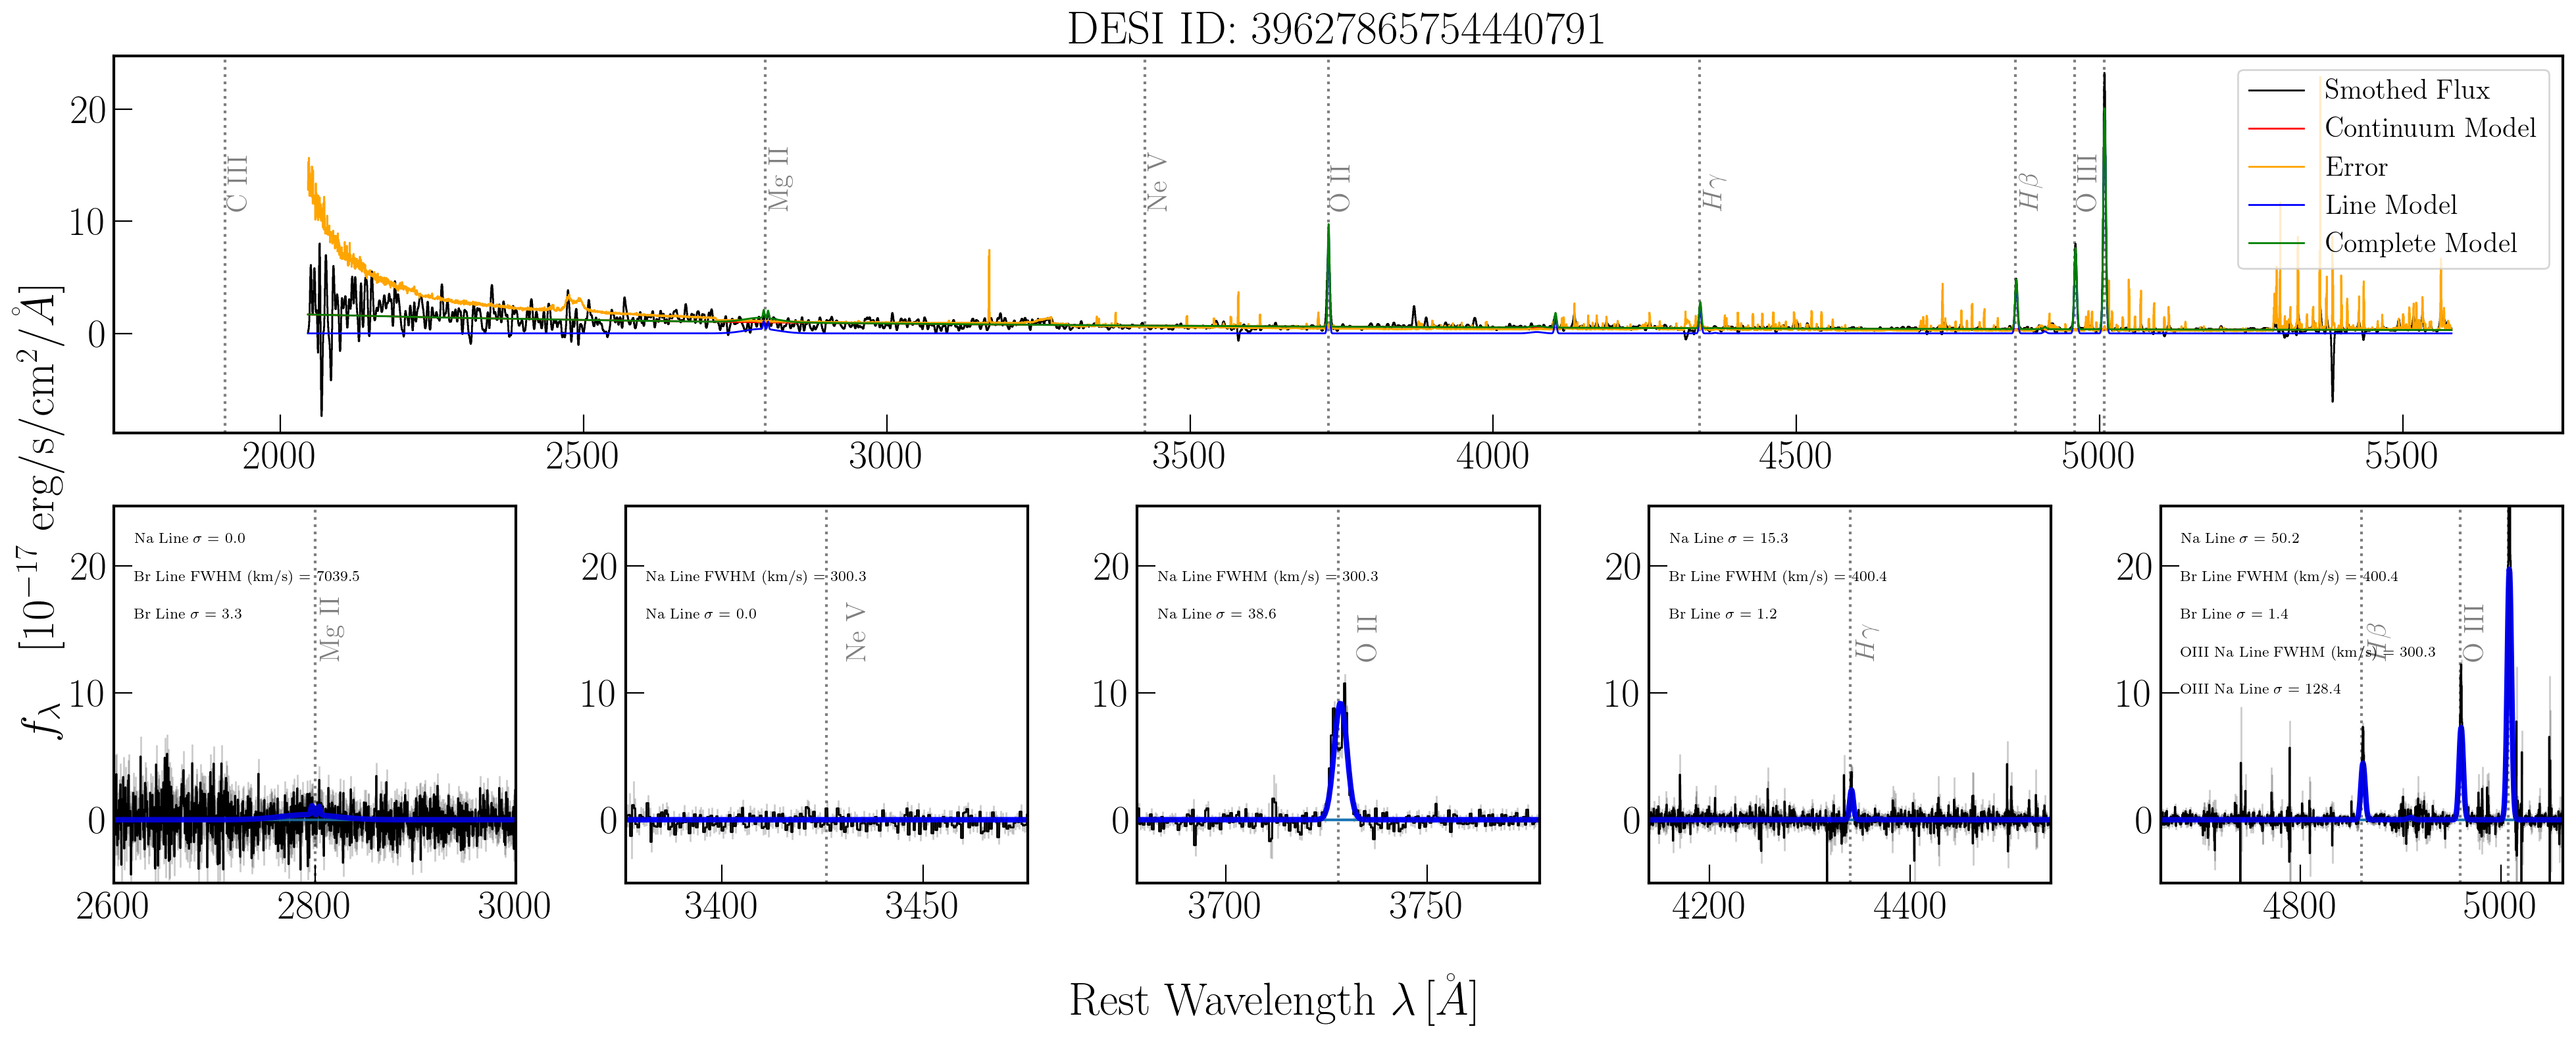 DESI ID: 39627865754440791
20
10
0
C III
Mg II
Ne V
O II
Hγ
Hβ
O III
Smothed Flux
Continuum Model
Error
Line Model
Complete Model
2000 2500 3000 3500 4000 4500 5000 5500
f_λ [10^{-17} erg/s/cm^2/Å]
20
10
0
Na Line σ = 0.0
Br Line FWHM (km/s) = 7039.5
Br Line σ = 3.3
Mg II
2600 2800 3000
20
10
0
Na Line FWHM (km/s) = 300.3
Na Line σ = 0.0
Ne V
3400 3450
20
10
0
Na Line FWHM (km/s) = 300.3
Na Line σ = 38.6
O II
3700 3750
20
10
0
Na Line σ = 15.3
Br Line FWHM (km/s) = 400.4
Br Line σ = 1.2
Hγ
4200 4400
20
10
0
Na Line σ = 50.2
Br Line FWHM (km/s) = 400.4
Br Line σ = 1.4
OIII Na Line FWHM (km/s) = 300.3
OIII Na Line σ = 128.4
Hβ
O III
4800 5000
Rest Wavelength λ [Å]